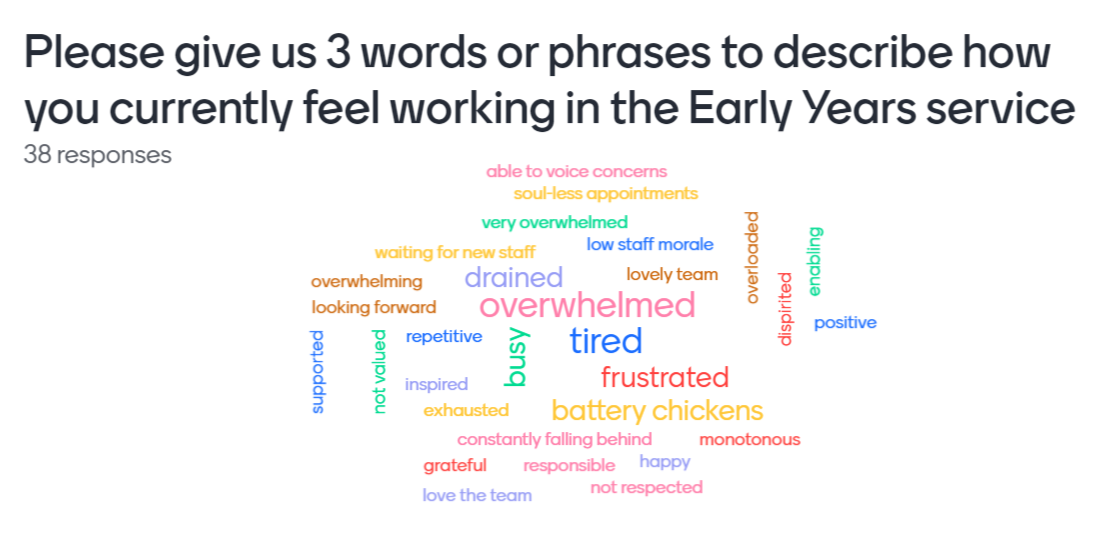 Please give us 3 words or phrases to describe how
you currently feel working in the Early Years service
38 responses
able to voice concerns
soul-less appointments
very overwhelmed
low staff morale
waiting for new staff
overloaded
enabling
overwhelming
drained
lovely team
looking forward
overwhelmed
dispirited
positive
supported
not valued
repetitive
busy
tired
inspired
frustrated
exhausted
battery chickens
constantly falling behind
monotonous
grateful
responsible
happy
love the team
not respected